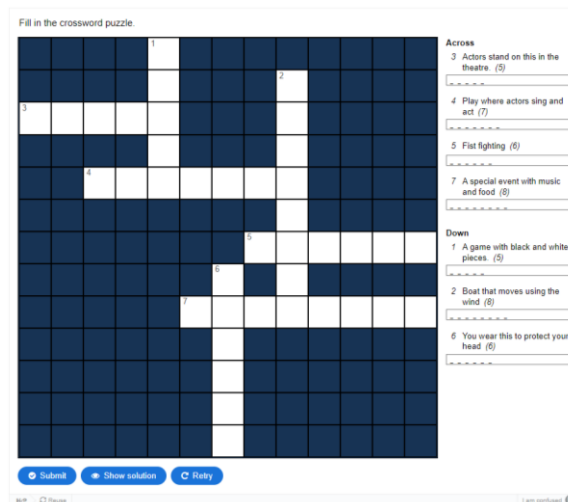 Fill in the crossword puzzle.
1
2
3
4
5
6
7
Across
3 Actors stand on this in the
theatre. (5)
_ _ _ _ _
4 Play where actors sing and
act (7)
_ _ _ _ _ _ _
5 Fist fighting (6)
_ _ _ _ _ _
7 A special event with music
and food (8)
_ _ _ _ _ _ _ _
Down
1 A game with black and white
pieces. (5)
_ _ _ _ _
2 Boat that moves using the
wind (8)
_ _ _ _ _ _ _ _
6 You wear this to protect your
head (6)
_ _ _ _ _ _
Submit
Show solution
Retry
Reuse
I am confused